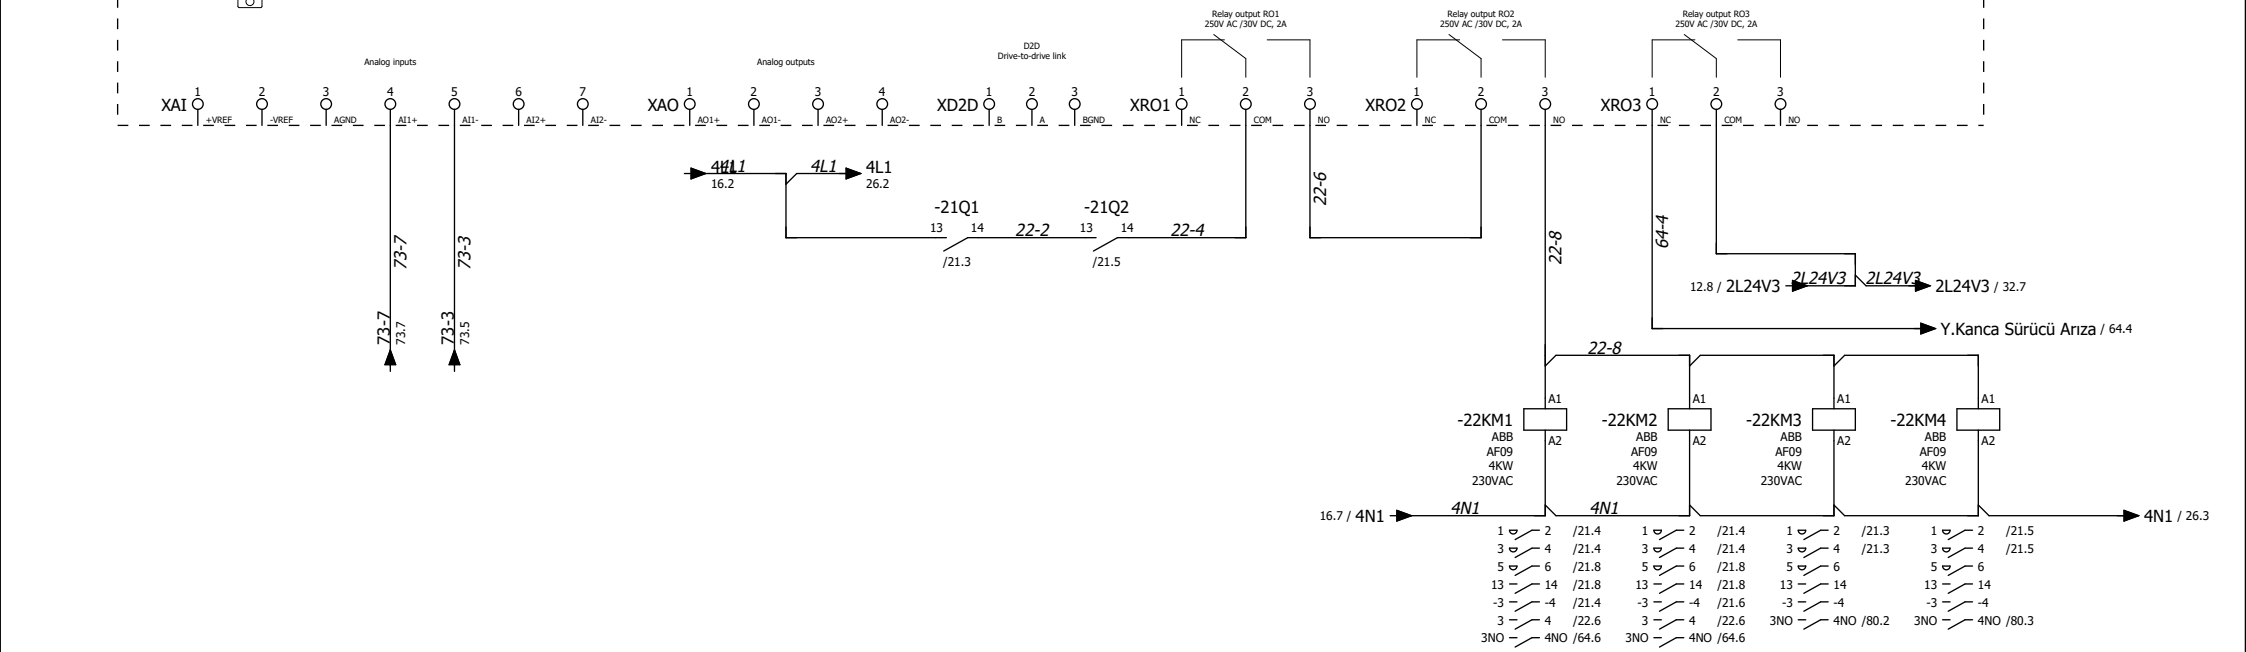 Relay output RO1
250V AC /30V DC, 2A
Relay output RO2
250V AC /30V DC, 2A
Relay output RO3
250V AC /30V DC, 2A
D2D
Drive-to-drive link
Analog inputs
Analog outputs
XAI 1 2 3 4 5 6 7
+VREF -VREF AGND AI1+ AI1- AI2+ AI2-
XAO 1 2 3 4
AO1+ AO1- AO2+ AO2-
XD2D 1 2 3
B A BGND
XRO1 1 2 3
NC COM NO
XRO2 1 2 3
NC COM NO
XRO3 1 2 3
NC COM NO
4L1 4L1 4L1 4L1
16.2 26.2
-21Q1
13 14
/21.3
22-2
-21Q2
13 14
/21.5
22-4
22-6
22-8
64-4
73-7
73-3
73-7
73.7
73-3
73.5
12.8 / 2L24V3 2L24V3 2L24V3 2L24V3 / 32.7
Y.Kanca Sürücü Arıza / 64.4
22-8
A1 A1 A1 A1
-22KM1 -22KM2 -22KM3 -22KM4
A2 A2 A2 A2
ABB ABB ABB ABB
AF09 AF09 AF09 AF09
4KW 4KW 4KW 4KW
230VAC 230VAC 230VAC 230VAC
16.7 / 4N1 4N1 4N1 4N1 / 26.3
1 2 /21.4 1 2 /21.4 1 2 /21.3 1 2 /21.5
3 4 /21.4 3 4 /21.4 3 4 /21.3 3 4 /21.5
5 6 /21.8 5 6 /21.8 5 6 5 6
13 14 /21.8 13 14 /21.8 13 14 13 14
-3 -4 /21.4 -3 -4 /21.6 -3 -4 -3 -4
3 4 /22.6 3 4 /22.6 3NO 4NO /80.2 3NO 4NO /80.3
3NO 4NO /64.6 3NO 4NO /64.6